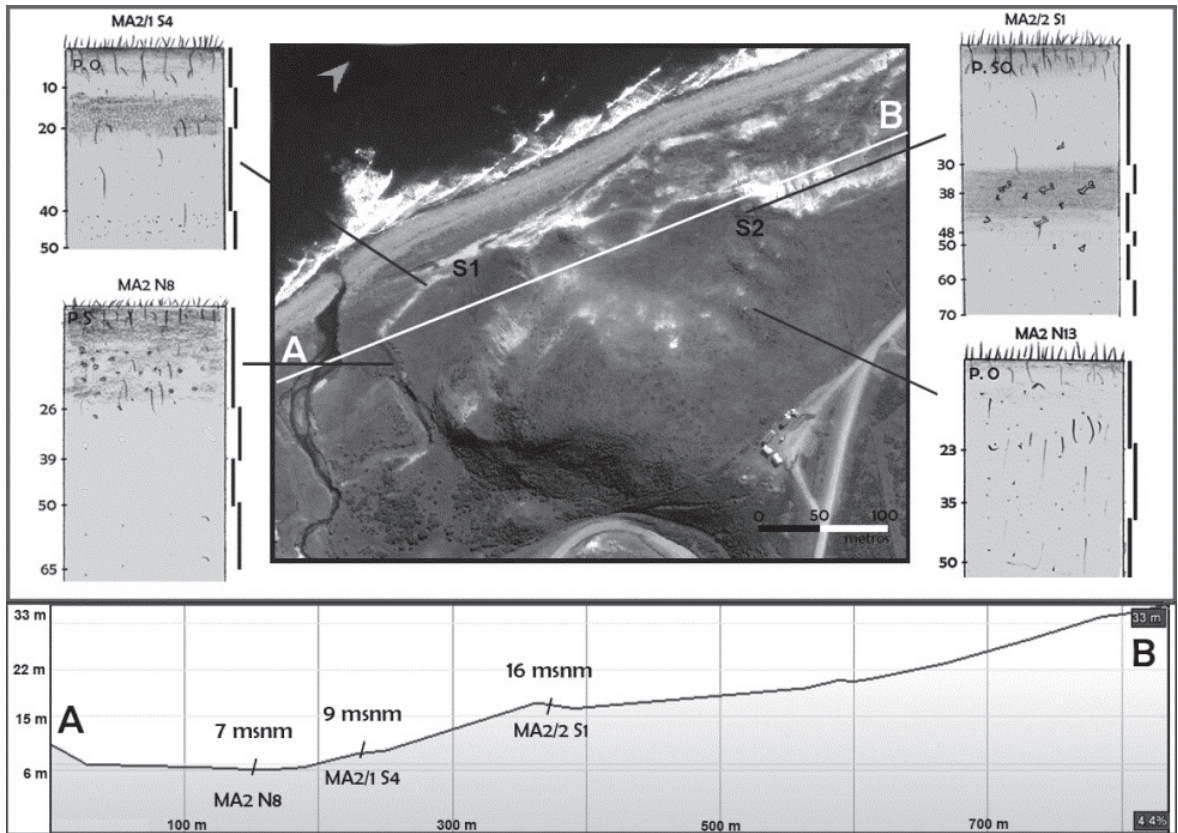 MA2/1 S4
P. O
10
20
40
50
MA2 N8
P. S
26
39
50
65
A
B
S1
S2
0 50 100
metros
MA2/2 S1
P. SO
30
38
48
50
60
70
MA2 N13
P. O
23
35
50
33 m
22 m
15 m
6 m
A
7 msnm
MA2 N8
9 msnm
MA2/1 S4
16 msnm
MA2/2 S1
33 m
B
100 m
300 m
500 m
700 m
4.4%